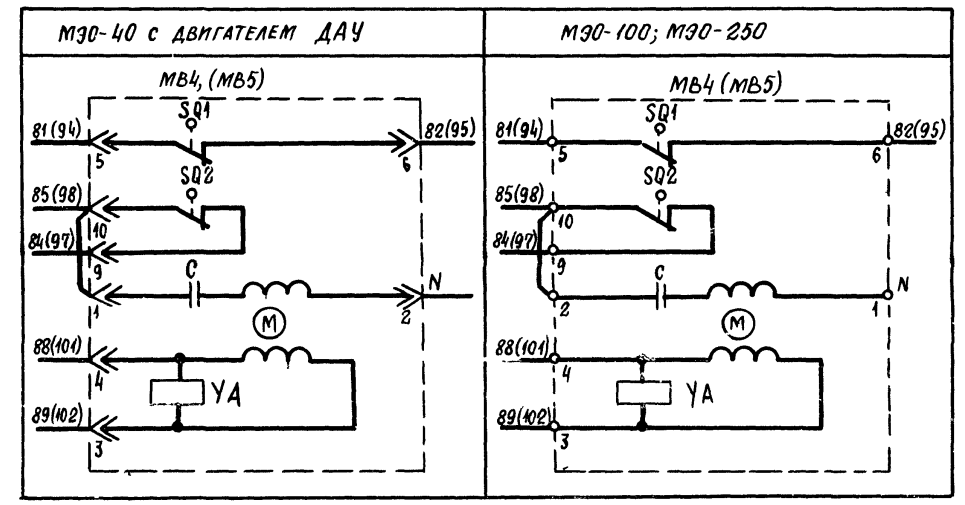 МЭО-40 с двигателем ДАУ
МВ4, (МВ5)
SQ1
81(94)
5
6
82(95)
SQ2
85(98)
10
84(97)
9
C
N
1
2
М
88(101)
4
YA
89(102)
3
МЭО-100; МЭО-250
МВ4 (МВ5)
SQ1
81(94)
5
6
82(95)
SQ2
85(98)
10
84(97)
9
C
N
2
1
М
88(101)
4
YA
89(102)
3